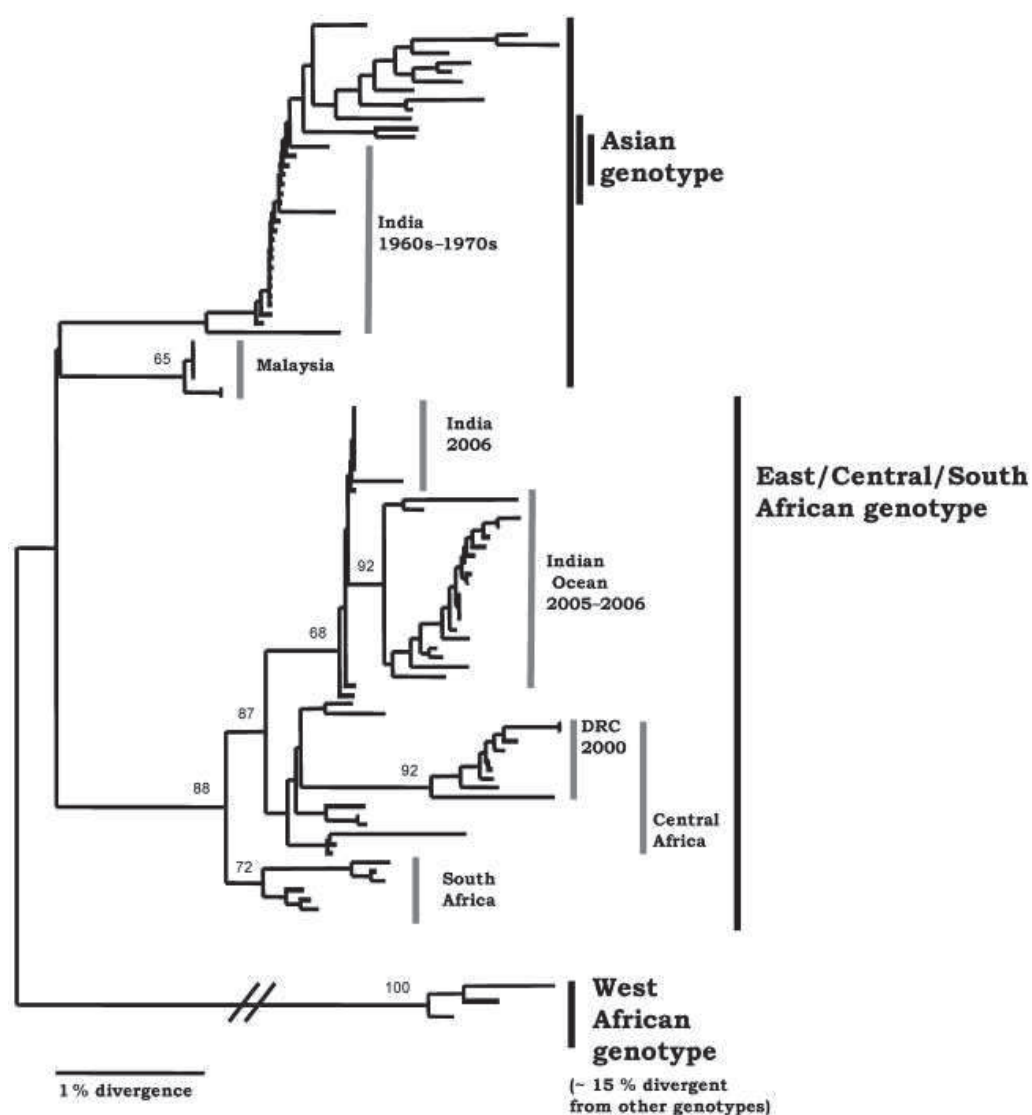 Asian
genotype
India
1960s–1970s
65
Malaysia
India
2006
East/Central/South
African genotype
92
Indian
Ocean
2005–2006
68
87
DRC
2000
92
88
Central
Africa
72
South
Africa
100
West
African
genotype
1% divergence
(~ 15 % divergent
from other genotypes)